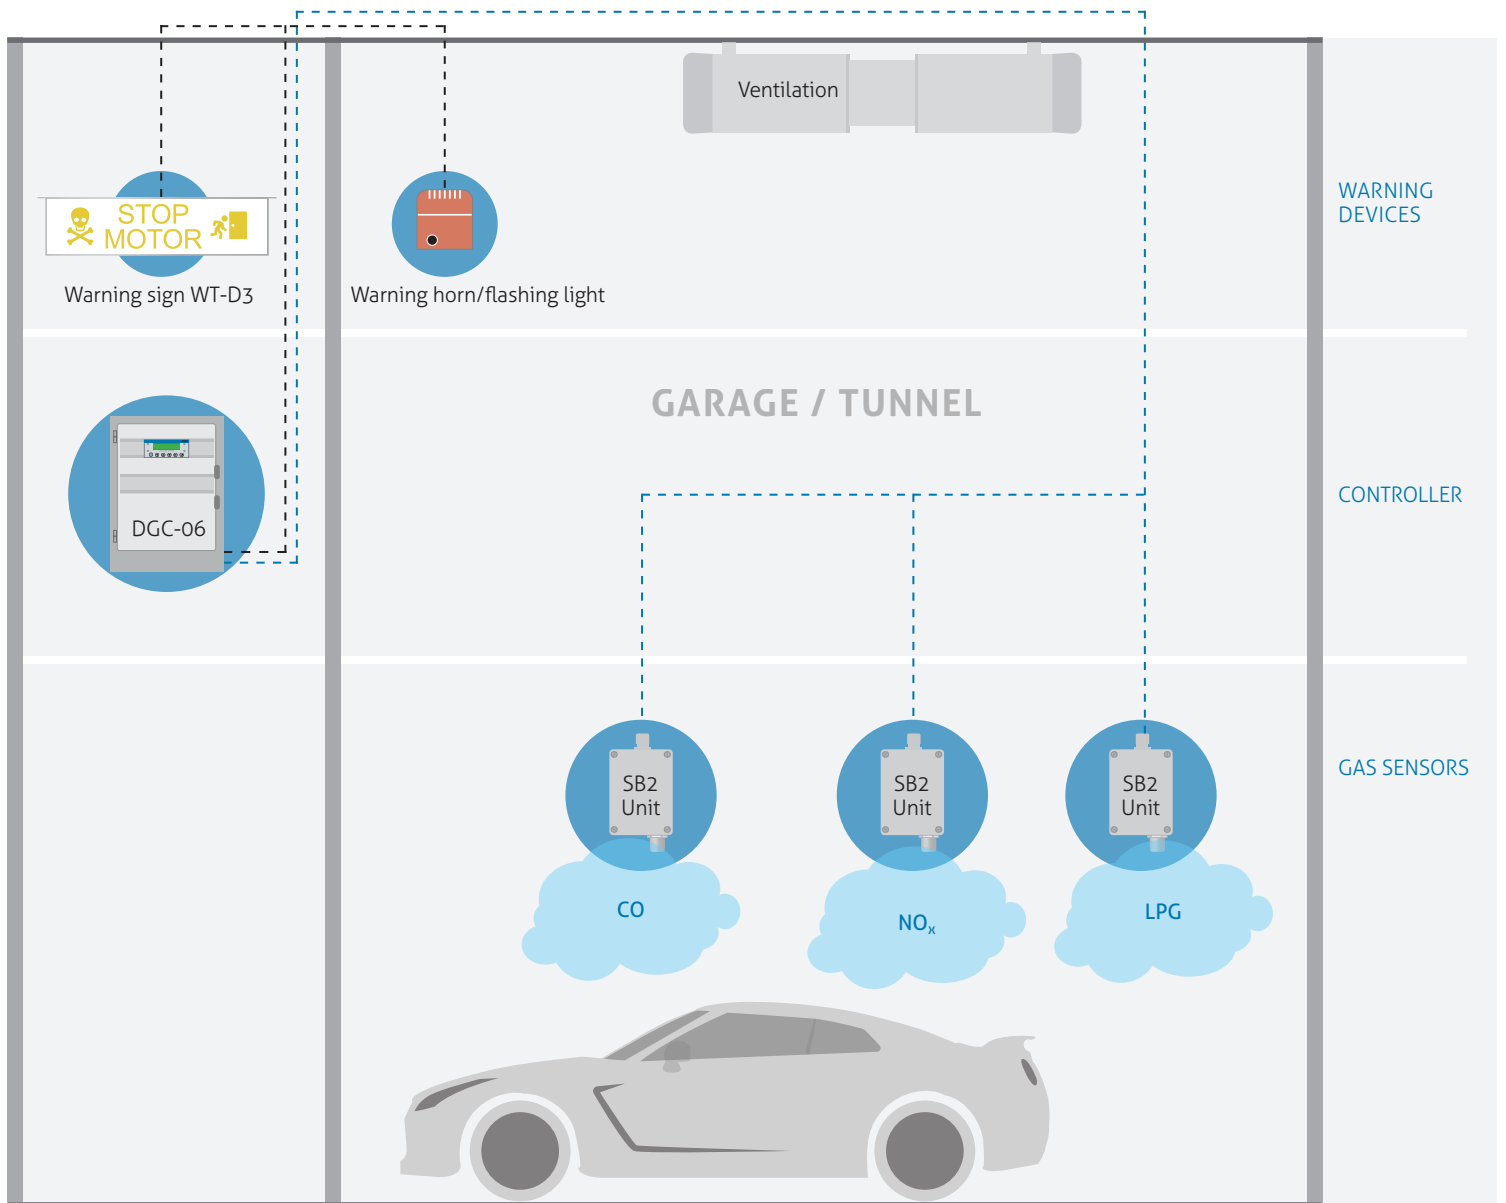 Ventilation
WARNING
DEVICES
STOP
MOTOR
Warning sign WT-D3
Warning horn/flashing light
GARAGE / TUNNEL
DGC-06
CONTROLLER
SB2
Unit
SB2
Unit
SB2
Unit
GAS SENSORS
CO
NOₓ
LPG